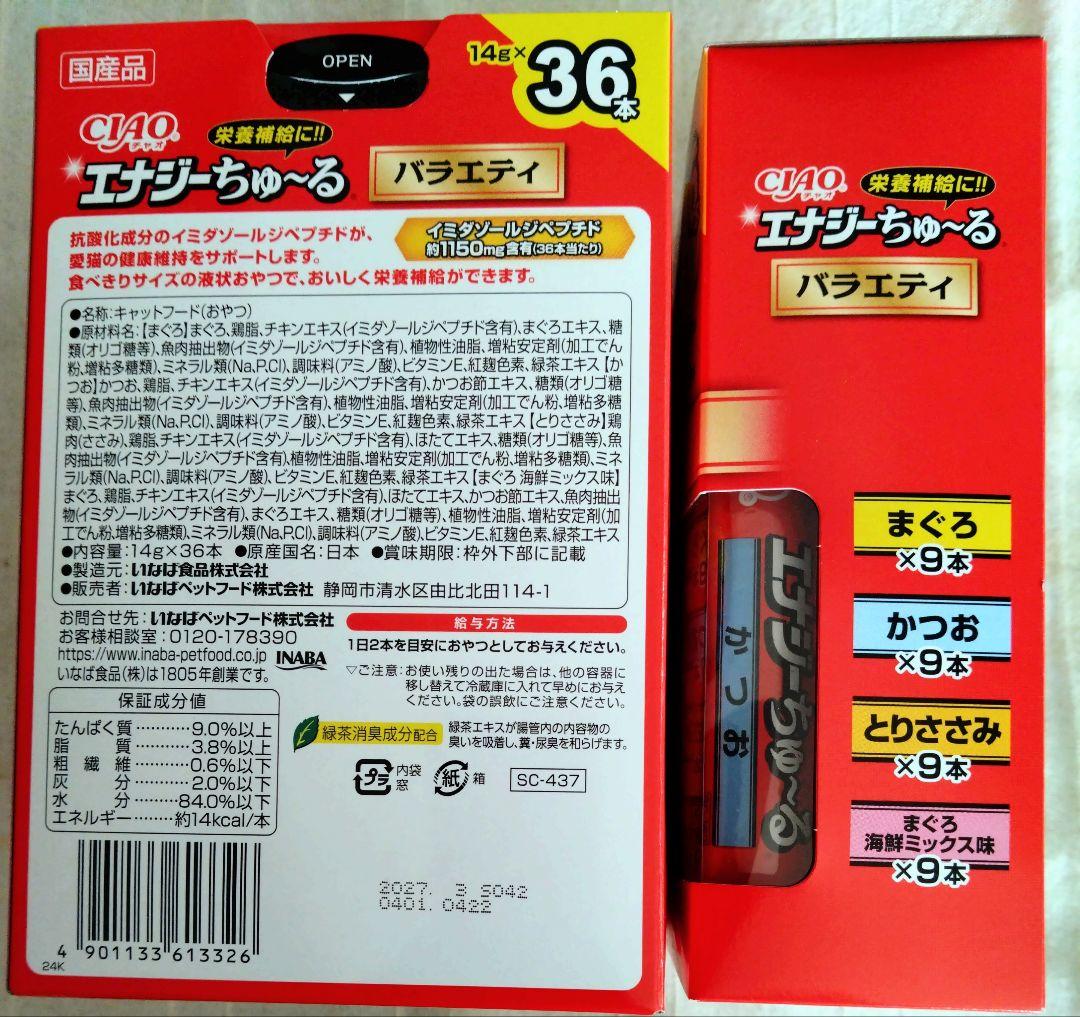 国産品
OPEN
14g×36本
CIAO
チャオ
栄養補給に!!
エナジーちゅ～る
バラエティ
抗酸化成分のイミダゾールジペプチドが、
愛猫の健康維持をサポートします。
食べきりサイズの液状おやつで、おいしく栄養補給ができます。
イミダゾールジペプチド
約1150mg含有(36本当たり)
●名称:キャットフード(おやつ)
●原材料名:【まぐろ】まぐろ、鶏脂、チキンエキス(イミダゾールジペプチド含有)、まぐろエキス、糖
類(オリゴ糖等)、魚肉抽出物(イミダゾールジペプチド含有)、植物性油脂、増粘安定剤(加工でん
粉、増粘多糖類)、ミネラル類(Na,P,Cl)、調味料(アミノ酸)、ビタミンE、紅麹色素、緑茶エキス【か
つお】かつお、鶏脂、チキンエキス(イミダゾールジペプチド含有)、かつお節エキス、糖類(オリゴ糖
等)、魚肉抽出物(イミダゾールジペプチド含有)、植物性油脂、増粘安定剤(加工でん粉、増粘多糖
類)、ミネラル類(Na,P,Cl)、調味料(アミノ酸)、ビタミンE、紅麹色素、緑茶エキス【とりささみ】鶏
肉(ささみ)、鶏脂、チキンエキス(イミダゾールジペプチド含有)、ほたてエキス、糖類(オリゴ糖等)、魚
肉抽出物(イミダゾールジペプチド含有)、植物性油脂、増粘安定剤(加工でん粉、増粘多糖類)、ミネ
ラル類(Na,P,Cl)、調味料(アミノ酸)、ビタミンE、紅麹色素、緑茶エキス【まぐろ 海鮮ミックス味】
まぐろ、鶏脂、チキンエキス(イミダゾールジペプチド含有)、ほたてエキス、かつお節エキス、魚肉抽出
物(イミダゾールジペプチド含有)、まぐろエキス、糖類(オリゴ糖等)、植物性油脂、増粘安定剤(加
工でん粉、増粘多糖類)、ミネラル類(Na,P,Cl)、調味料(アミノ酸)、ビタミンE、紅麹色素、緑茶エキス
●内容量:14g×36本 ●原産国名:日本 ●賞味期限:枠外下部に記載
●製造元:いなば食品株式会社
●販売者:いなばペットフード株式会社 静岡市清水区由比北田114-1
お問合せ先:いなばペットフード株式会社
お客様相談室:0120-178390
https://www.inaba-petfood.co.jp INABA
いなば食品(株)は1805年創業です。
給与方法
1日2本を目安におやつとしてお与えください。
▽ご注意:お使い残りの出た場合は、他の容器に
移し替えて冷蔵庫に入れて早めにお与え
ください。袋の誤飲にご注意ください。
保証成分値
たんぱく質………9.0%以上
脂質………3.8%以上
粗繊維………0.6%以下
灰分………2.0%以下
水分………84.0%以下
エネルギー………約14kcal/本
緑茶消臭成分配合
緑茶エキスが腸管内の内容物の
臭いを吸着し、糞・尿臭を和らげます。
プラ 内袋 窓
紙 箱
SC-437
2027. 3 S042
0401. 0422
4 901133 613326
24K
CIAO
チャオ
栄養補給に!!
エナジーちゅ～る
バラエティ
エナジーちゅ～る
かつお
まぐろ
×9本
かつお
×9本
とりささみ
×9本
まぐろ
海鮮ミックス味
×9本